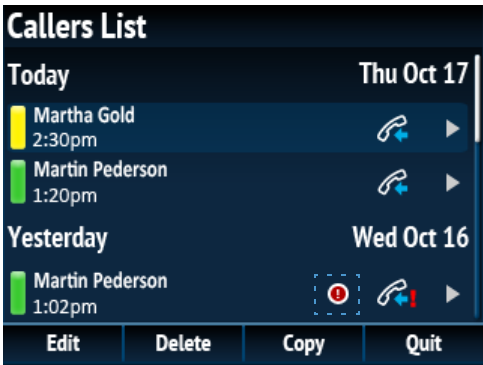 Callers List
Today Thu Oct 17
Martha Gold
2:30pm
Martin Pederson
1:20pm
Yesterday Wed Oct 16
Martin Pederson
1:02pm
Edit Delete Copy Quit